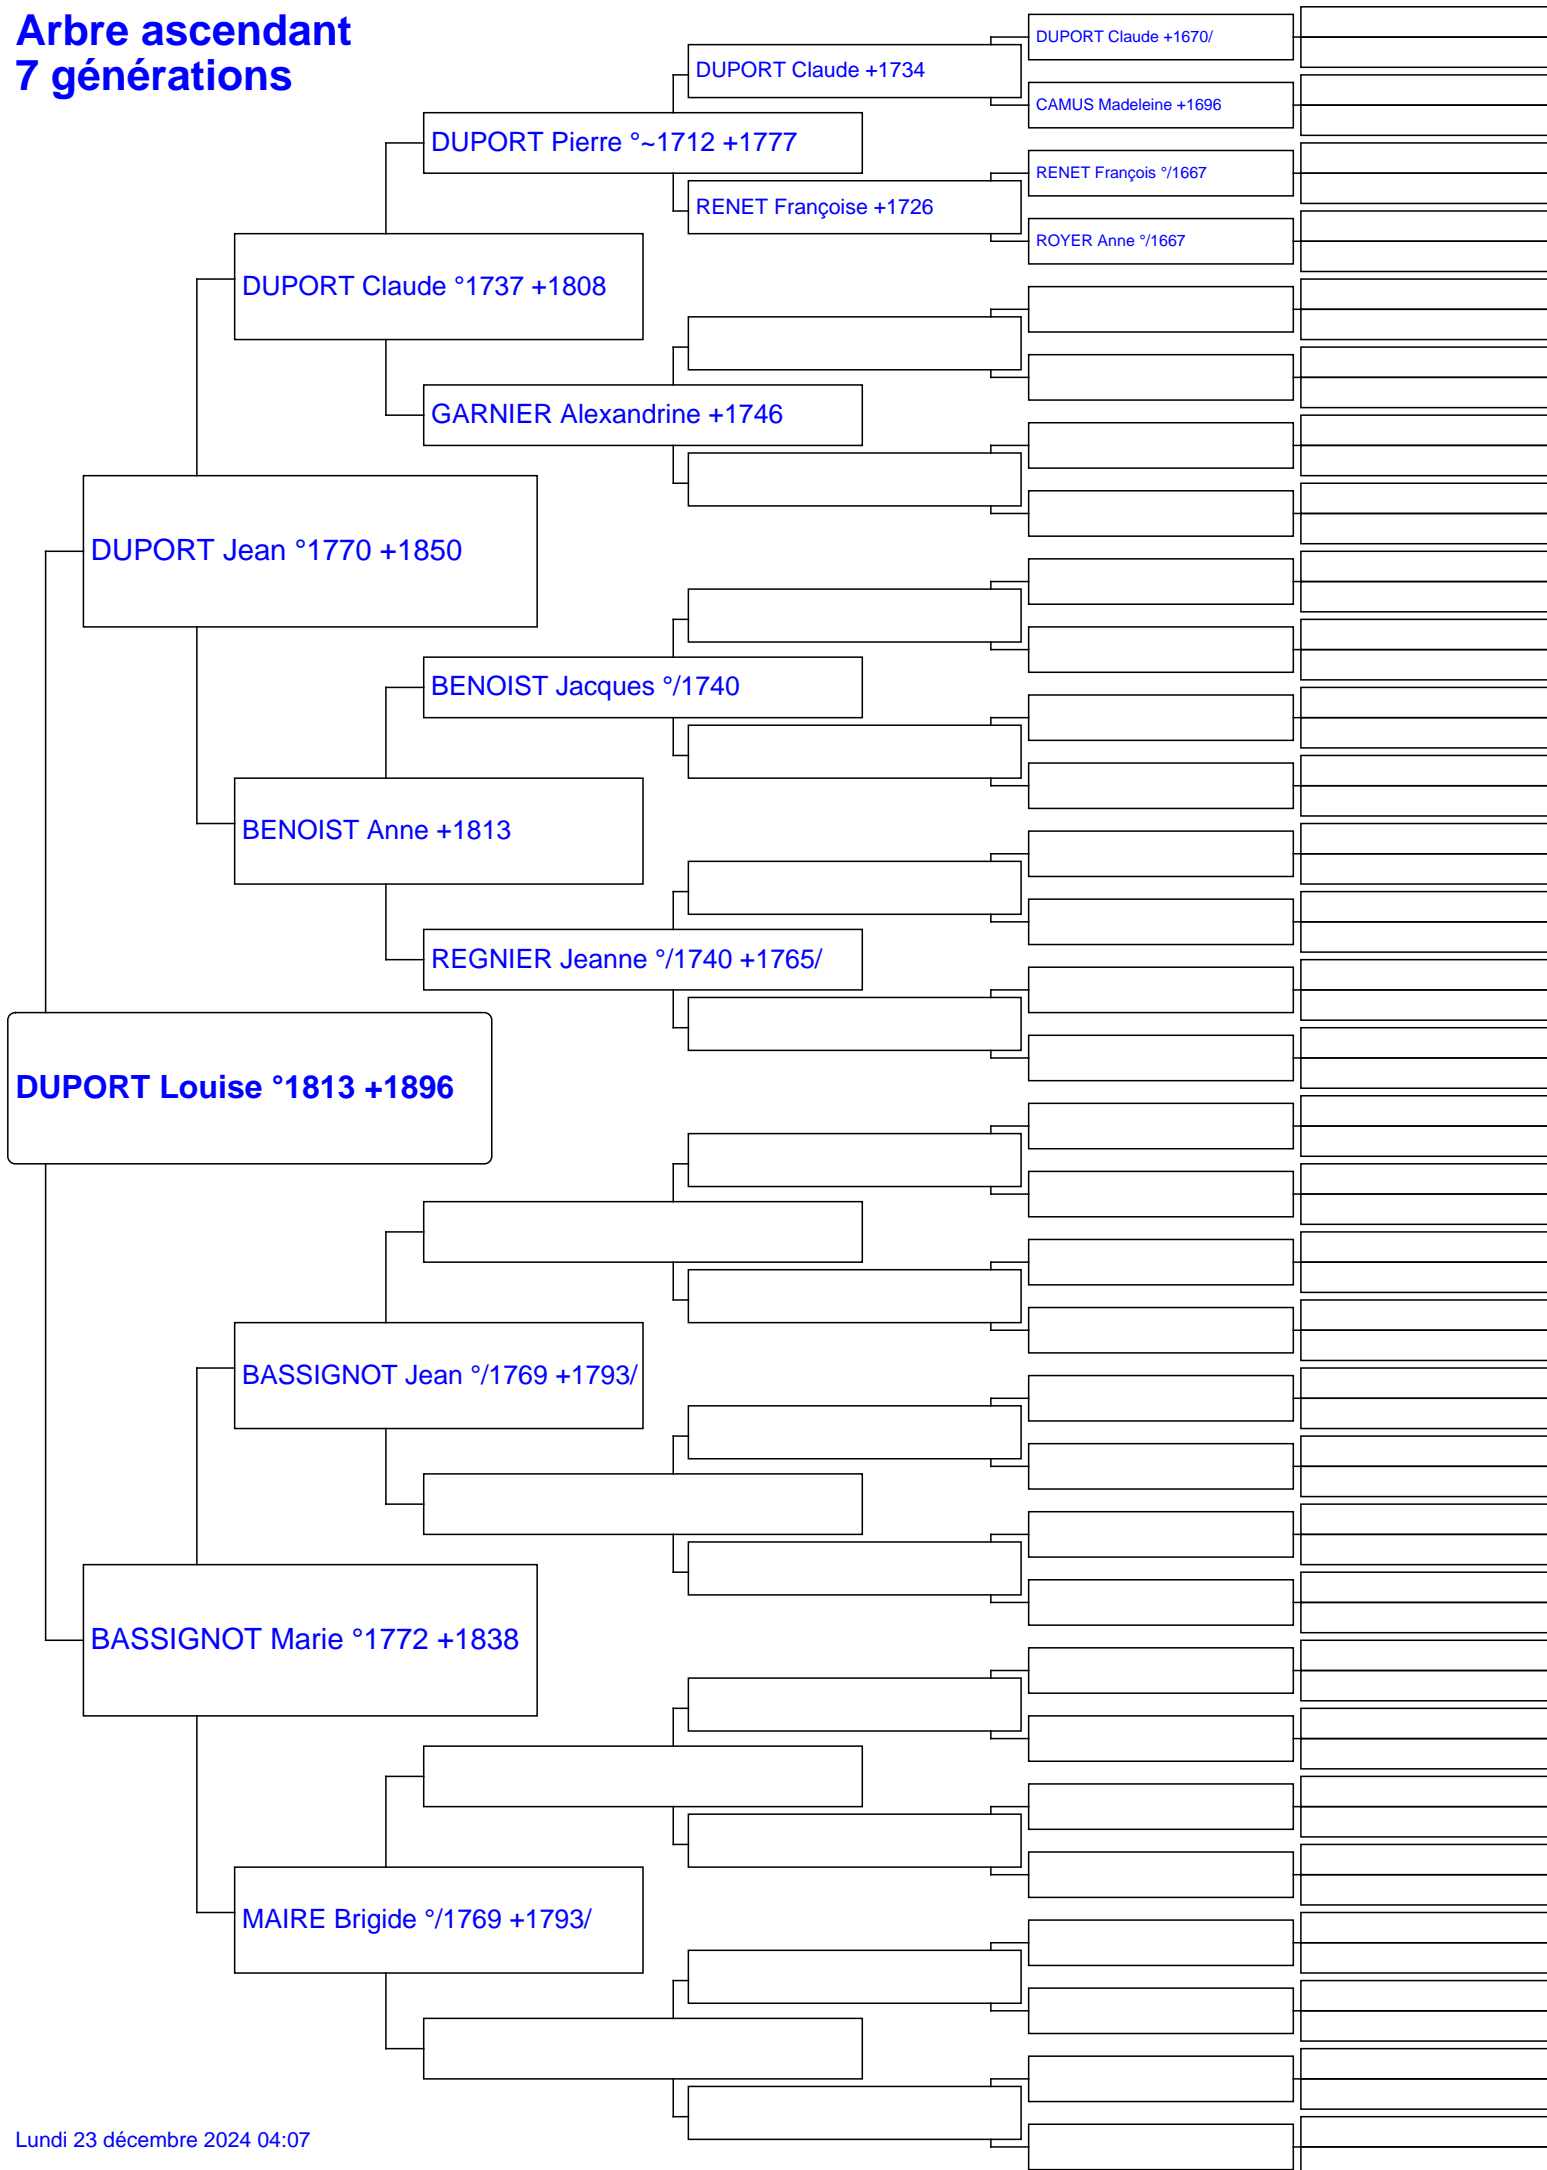 Arbre ascendant
7 générations
DUPORT Claude +1670/
DUPORT Claude +1734
CAMUS Madeleine +1696
DUPORT Pierre °~1712 +1777
RENET François °/1667
RENET Françoise +1726
ROYER Anne °/1667
DUPORT Claude °1737 +1808
GARNIER Alexandrine +1746
DUPORT Jean °1770 +1850
BENOIST Jacques °/1740
BENOIST Anne +1813
REGNIER Jeanne °/1740 +1765/
DUPORT Louise °1813 +1896
BASSIGNOT Jean °/1769 +1793/
BASSIGNOT Marie °1772 +1838
MAIRE Brigide °/1769 +1793/
Lundi 23 décembre 2024 04:07